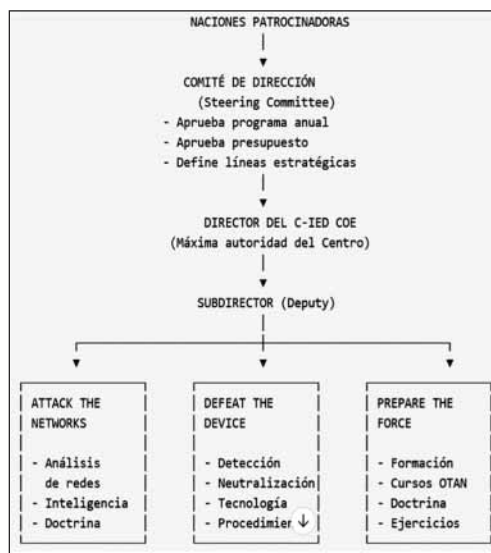 NACIONES PATROCINADORAS
COMITÉ DE DIRECCIÓN
(Steering Committee)
- Aprueba programa anual
- Aprueba presupuesto
- Define líneas estratégicas
DIRECTOR DEL C-IED COE
(Máxima autoridad del Centro)
SUBDIRECTOR (Deputy)
ATTACK THE
NETWORKS
- Análisis
de redes
- Inteligencia
- Doctrina
DEFEAT THE
DEVICE
- Detección
- Neutralización
- Tecnología
- Procedimien
PREPARE THE
FORCE
- Formación
- Cursos OTAN
- Doctrina
- Ejercicios